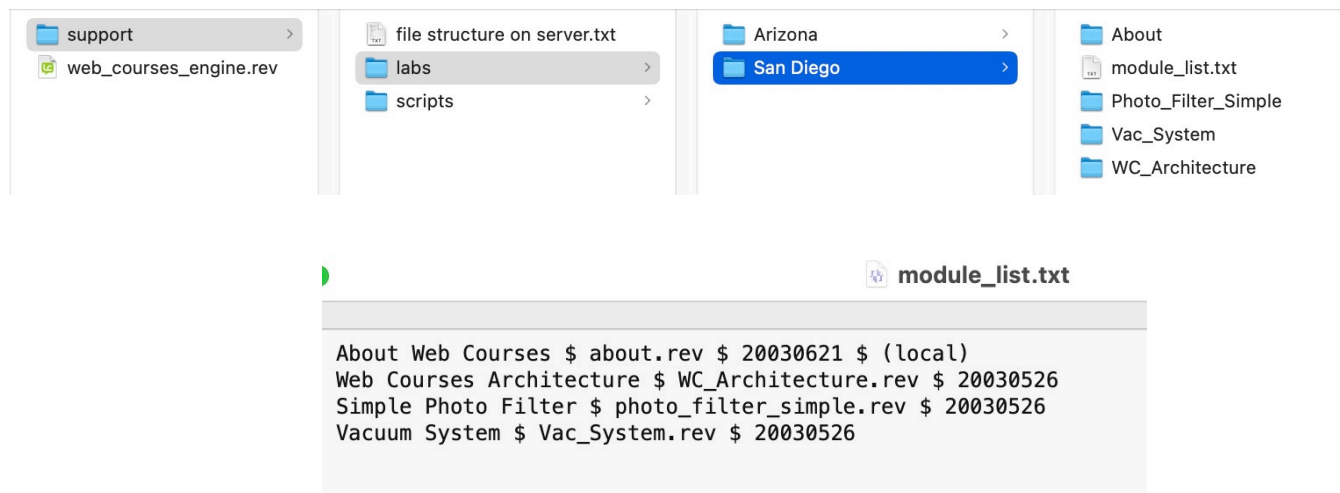 support
web_courses_engine.rev
file structure on server.txt
labs
scripts
Arizona
San Diego
About
module_list.txt
Photo_Filter_Simple
Vac_System
WC_Architecture
module_list.txt
About Web Courses $ about.rev $ 20030621 $ (local)
Web Courses Architecture $ WC_Architecture.rev $ 20030526
Simple Photo Filter $ photo_filter_simple.rev $ 20030526
Vacuum System $ Vac_System.rev $ 20030526